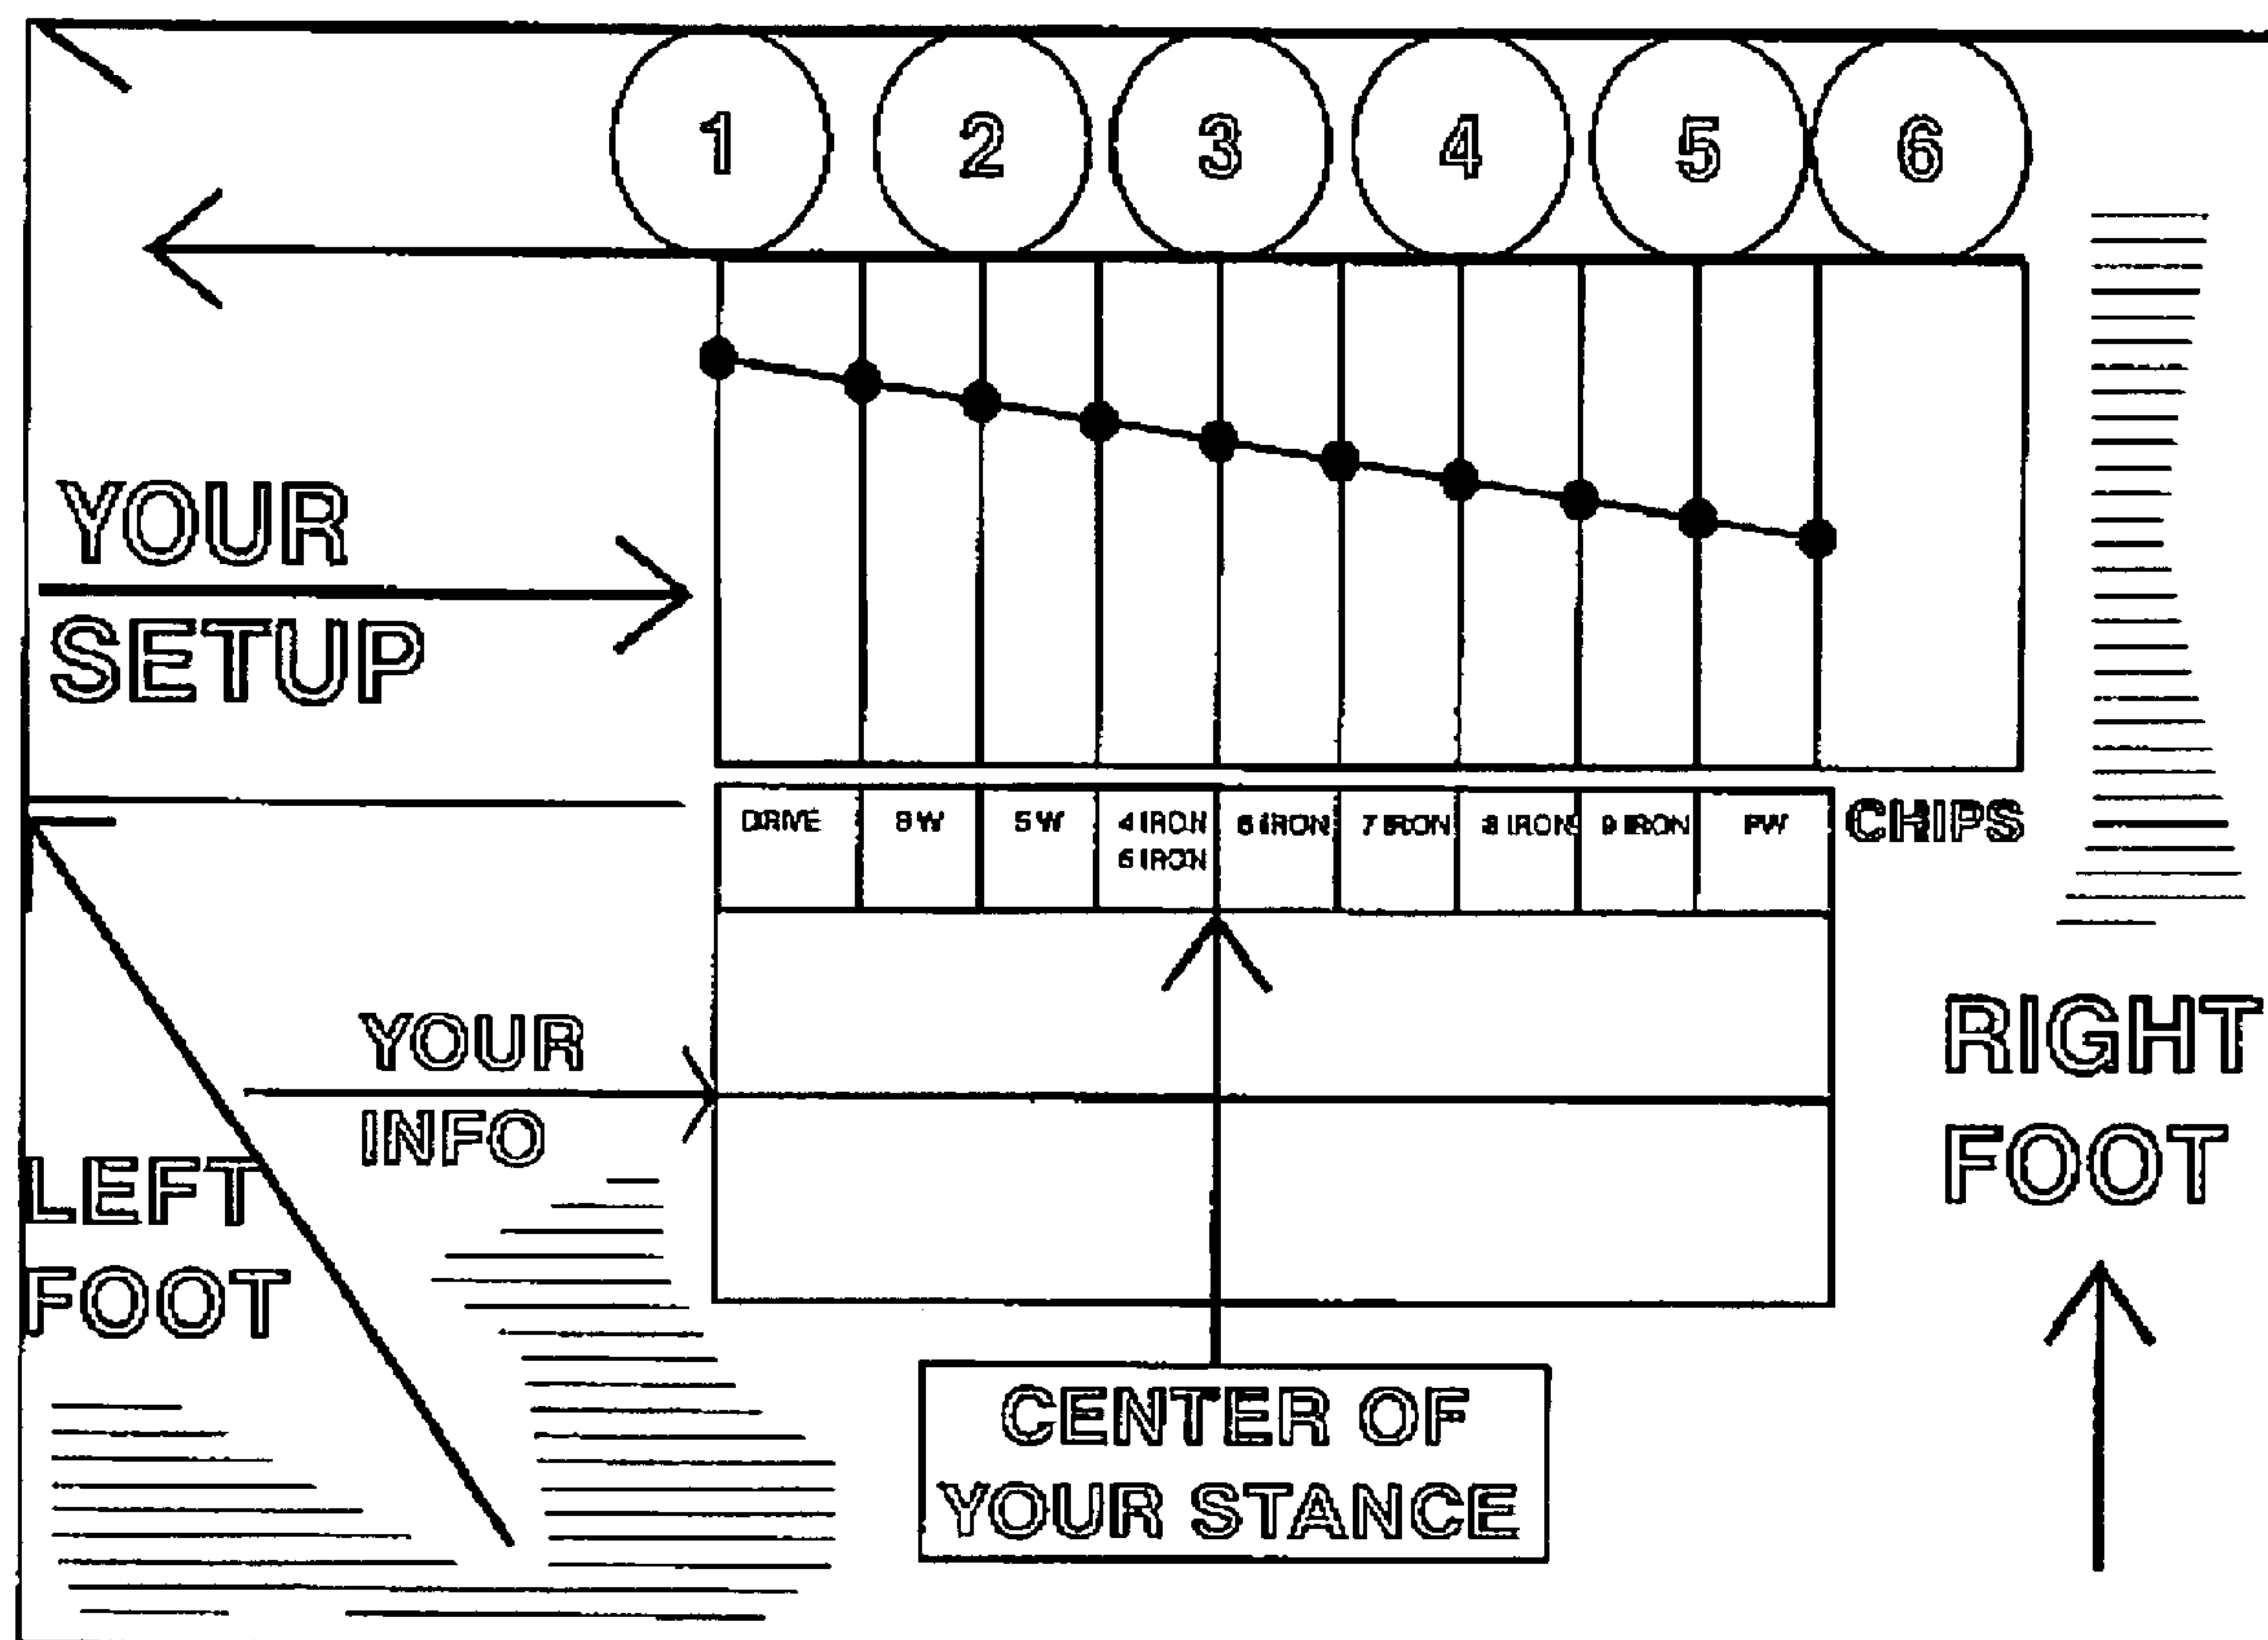 1 2 3 4 5 6
YOUR
SETUP
DRIVE 3W 5W 4 IRON 6 IRON 7 IRON 8 IRON 9 IRON PW CHIPS
5 IRON
YOUR
INFO
LEFT
FOOT
RIGHT
FOOT
CENTER OF
YOUR STANCE